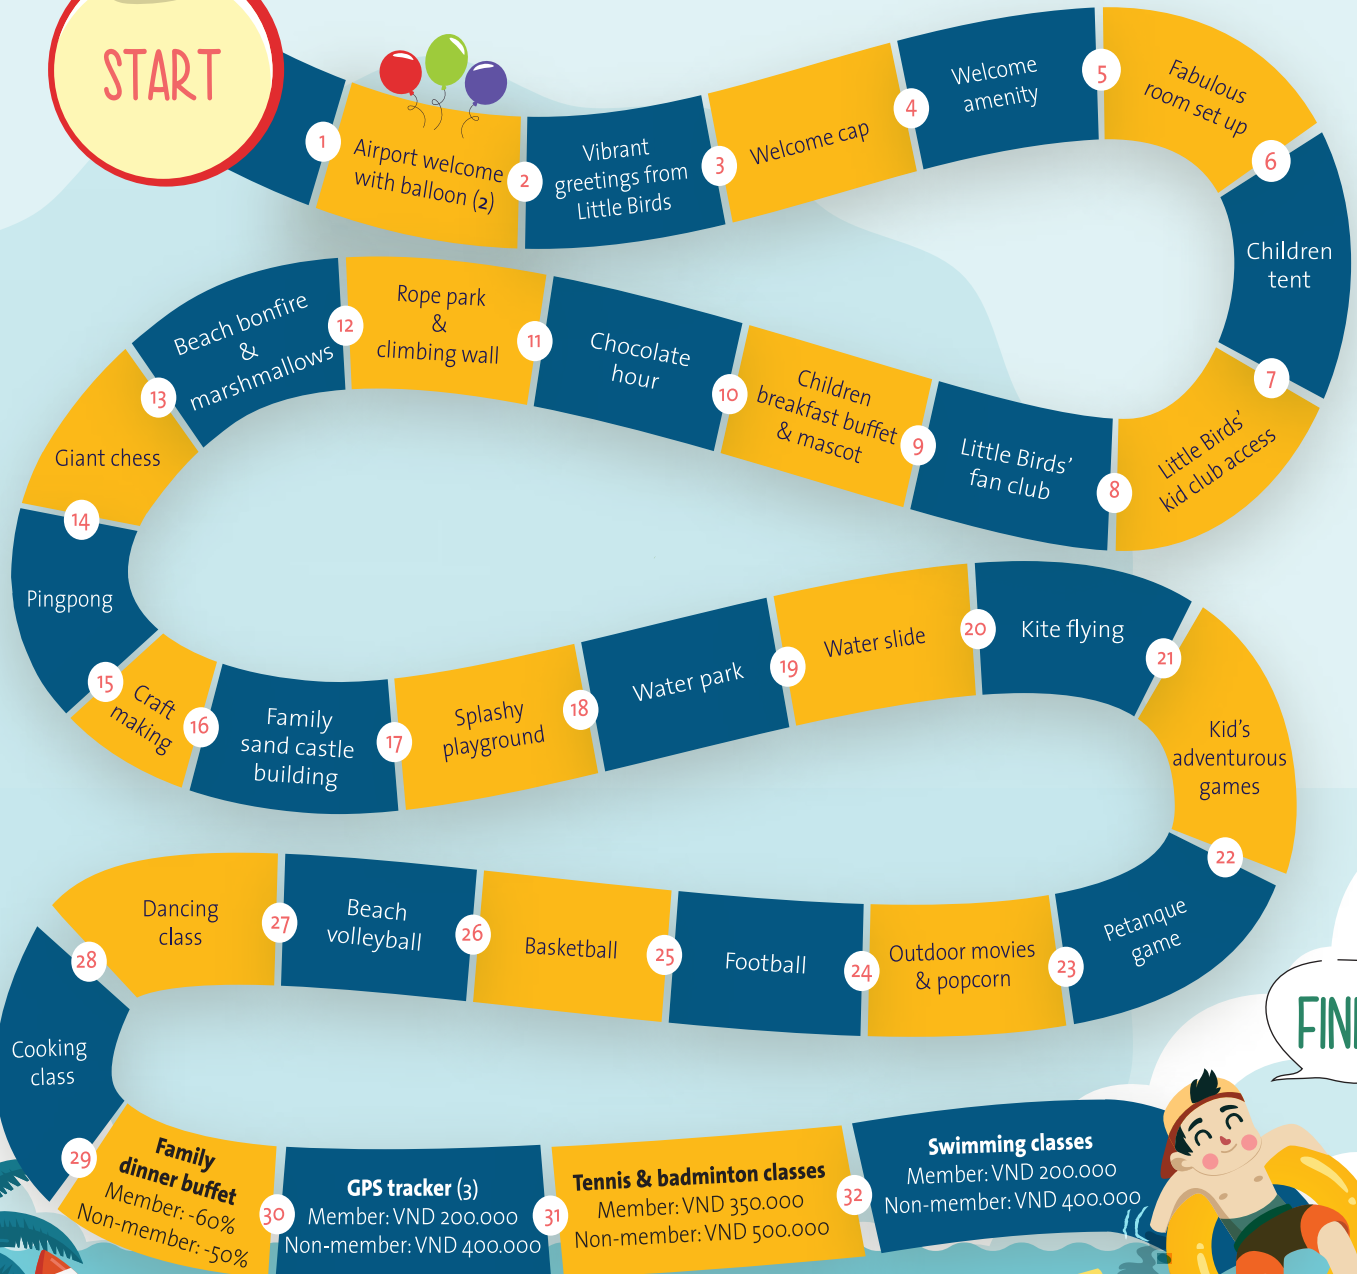 START
1
Airport welcome
with balloon (2)
2
Vibrant
greetings from
Little Birds
3
Welcome cap
4
Welcome
amenity
5
Fabulous
room set up
6
Children
tent
7
Little Birds'
kid club access
8
Little Birds'
fan club
9
Children
breakfast buffet
& mascot
10
Chocolate
hour
11
Rope park
&
climbing wall
12
Beach bonfire
&
marshmallows
13
Giant chess
14
Pingpong
15
Craft
making
16
Family
sand castle
building
17
Splashy
playground
18
Water park
19
Water slide
20
Kite flying
21
Kid's
adventurous
games
22
Petanque
game
23
Outdoor movies
& popcorn
24
Football
25
Basketball
26
Beach
volleyball
27
Dancing
class
28
Cooking
class
29
Family
dinner buffet
Member: -60%
Non-member: -50%
30
GPS tracker (3)
Member: VND 200.000
Non-member: VND 400.000
31
Tennis & badminton classes
Member: VND 350.000
Non-member: VND 500.000
32
Swimming classes
Member: VND 200.000
Non-member: VND 400.000